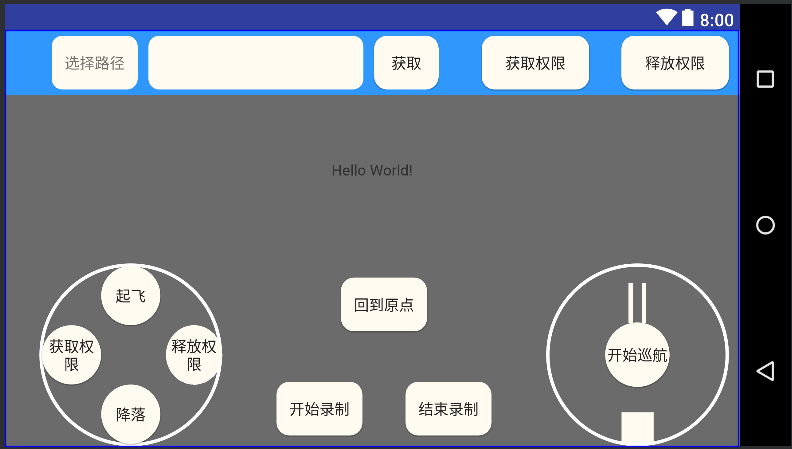 8:00
选择路径
获取
获取权限
释放权限
Hello World!
起飞
获取权
限
释放权
限
降落
回到原点
开始录制
结束录制
开始巡航